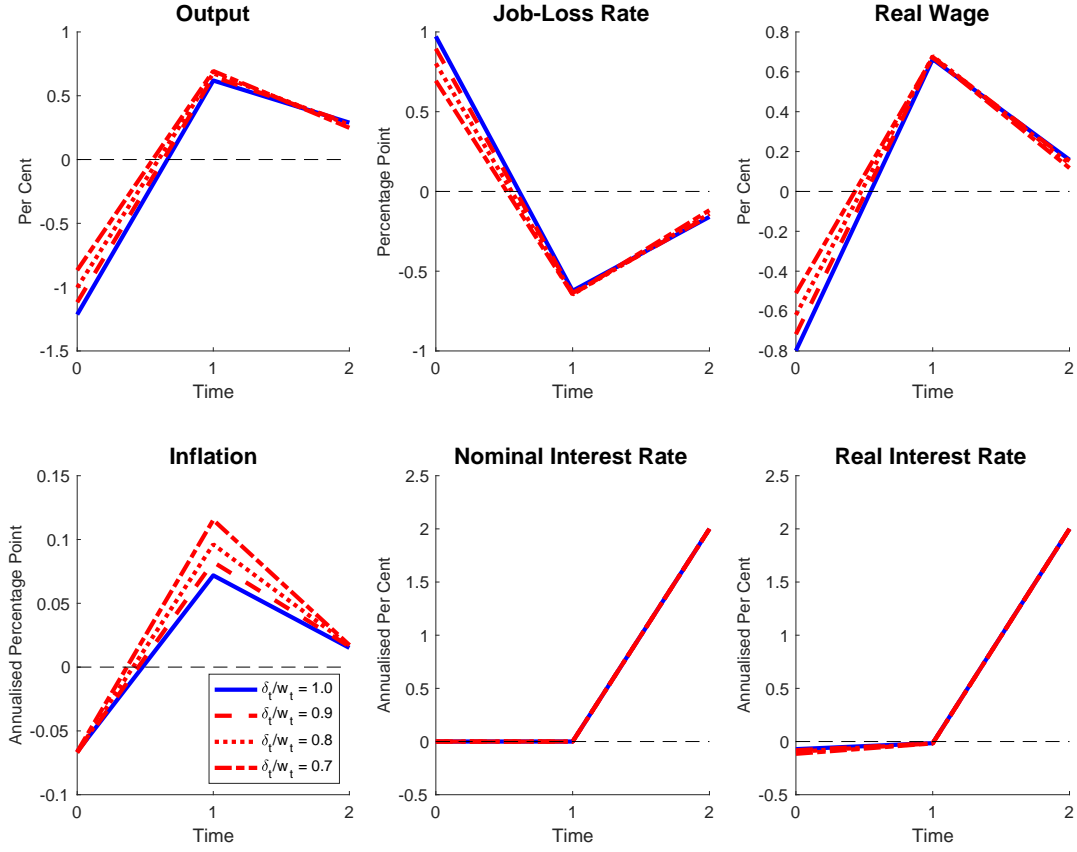 Output
Per Cent
1
0.5
0
-0.5
-1
-1.5
0 1 2
Time
Job-Loss Rate
Percentage Point
1
0.5
0
-0.5
-1
0 1 2
Time
Real Wage
Per Cent
0.8
0.6
0.4
0.2
0
-0.2
-0.4
-0.6
-0.8
0 1 2
Time
Inflation
Annualised Percentage Point
0.15
0.1
0.05
0
-0.05
-0.1
0 1 2
Time
δt/wt = 1.0
δt/wt = 0.9
δt/wt = 0.8
δt/wt = 0.7
Nominal Interest Rate
Annualised Per Cent
2.5
2
1.5
1
0.5
0
-0.5
0 1 2
Time
Real Interest Rate
Annualised Per Cent
2.5
2
1.5
1
0.5
0
-0.5
0 1 2
Time